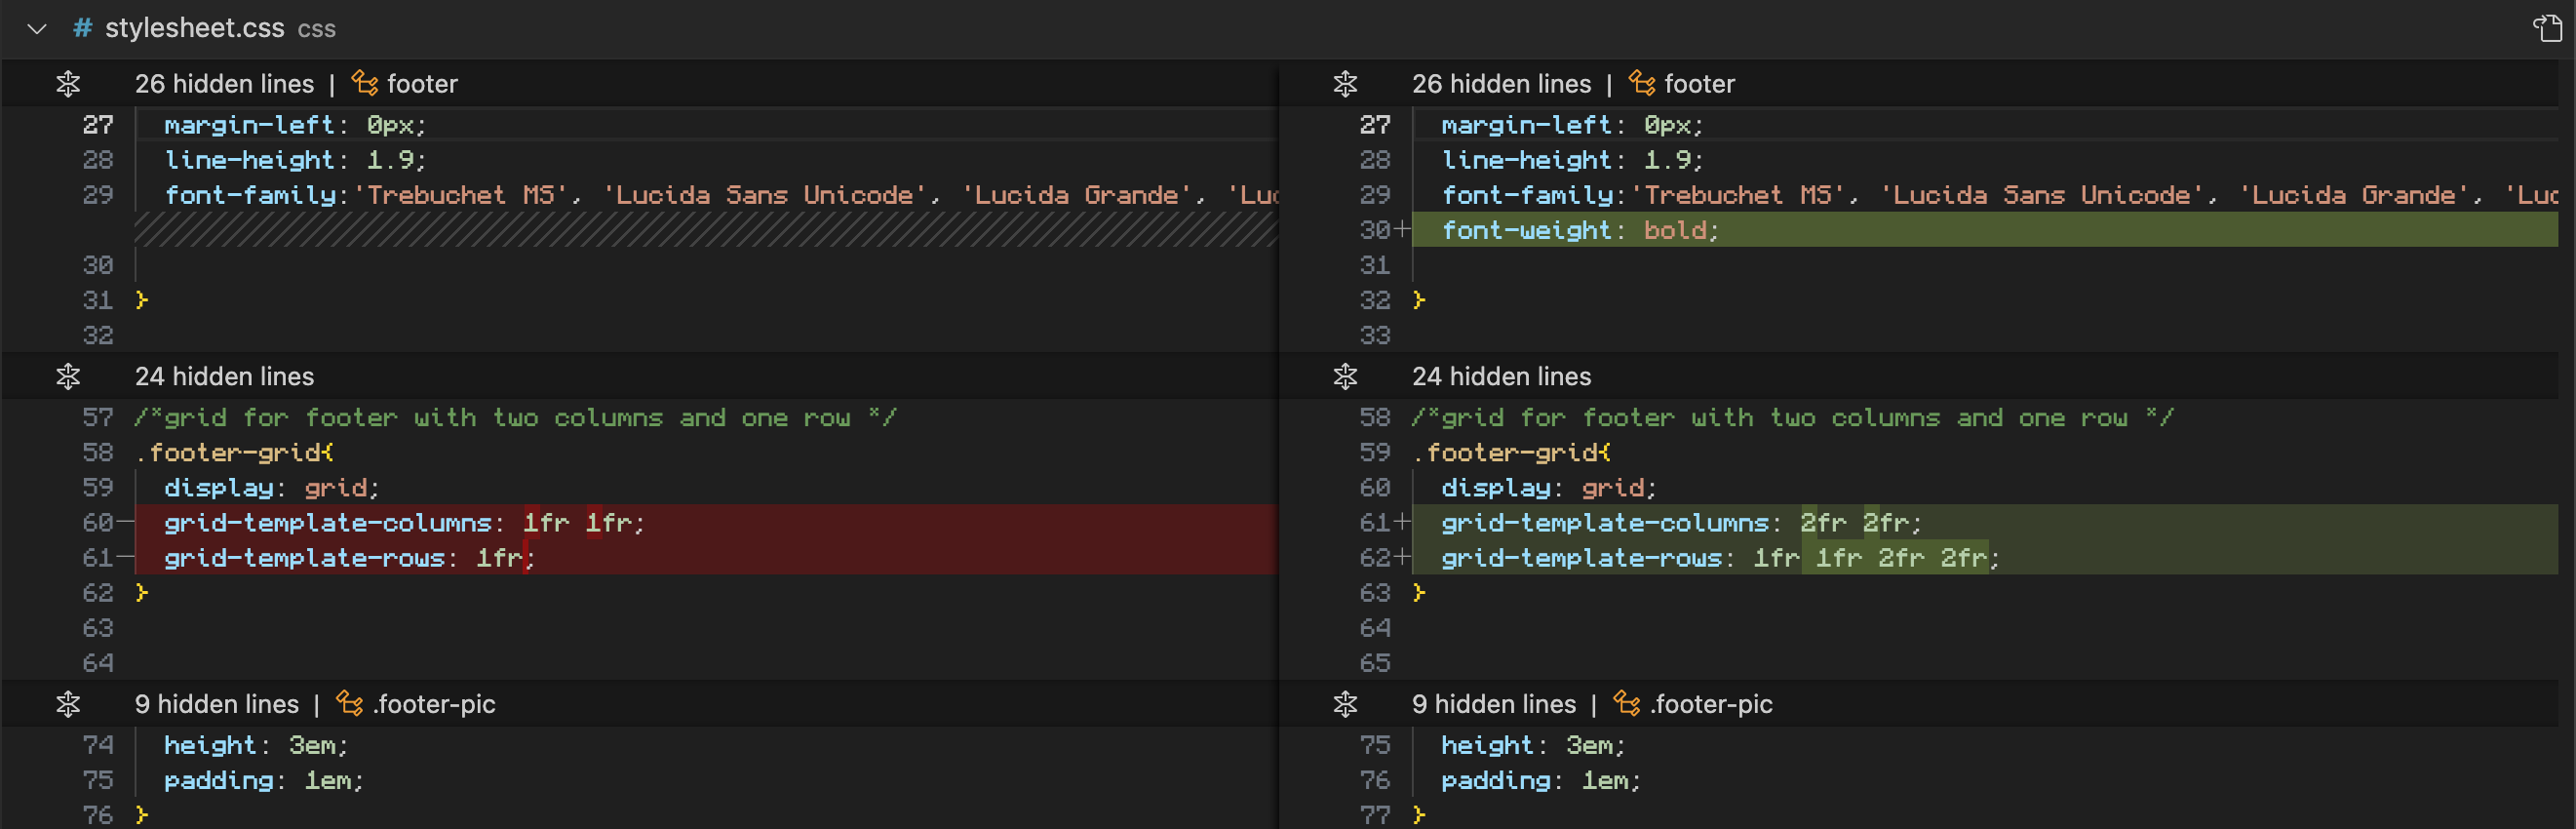 # stylesheet.css css
26 hidden lines | footer
27 margin-left: 0px;
28 line-height: 1.9;
29 font-family:'Trebuchet MS', 'Lucida Sans Unicode', 'Lucida Grande', 'Luc
30
31 }
32
24 hidden lines
57 /*grid for footer with two columns and one row */
58 .footer-grid{
59 display: grid;
60- grid-template-columns: 1fr 1fr;
61- grid-template-rows: 1fr;
62 }
63
64
9 hidden lines | .footer-pic
74 height: 3em;
75 padding: 1em;
76 }
26 hidden lines | footer
27 margin-left: 0px;
28 line-height: 1.9;
29 font-family:'Trebuchet MS', 'Lucida Sans Unicode', 'Lucida Grande', 'Luc
30+ font-weight: bold;
31
32 }
33
24 hidden lines
58 /*grid for footer with two columns and one row */
59 .footer-grid{
60 display: grid;
61+ grid-template-columns: 2fr 2fr;
62+ grid-template-rows: 1fr 1fr 2fr 2fr;
63 }
64
65
9 hidden lines | .footer-pic
75 height: 3em;
76 padding: 1em;
77 }